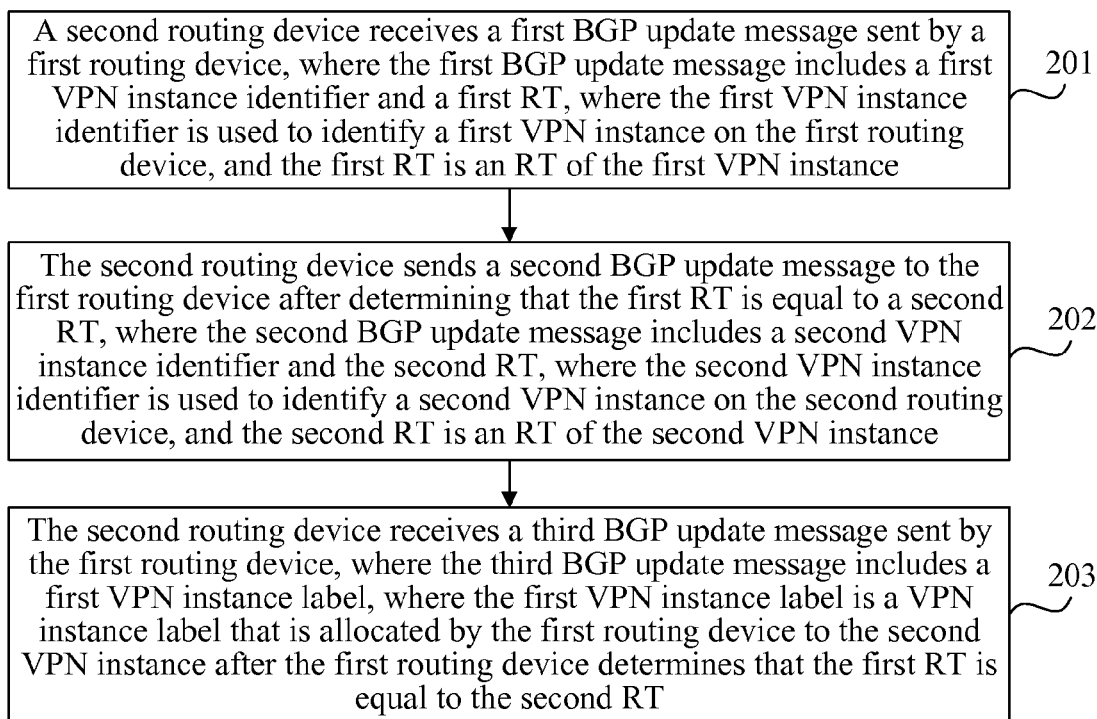 A second routing device receives a first BGP update message sent by a
first routing device, where the first BGP update message includes a first
VPN instance identifier and a first RT, where the first VPN instance
identifier is used to identify a first VPN instance on the first routing
device, and the first RT is an RT of the first VPN instance
201
The second routing device sends a second BGP update message to the
first routing device after determining that the first RT is equal to a second
RT, where the second BGP update message includes a second VPN
instance identifier and the second RT, where the second VPN instance
identifier is used to identify a second VPN instance on the second routing
device, and the second RT is an RT of the second VPN instance
202
The second routing device receives a third BGP update message sent by
the first routing device, where the third BGP update message includes a
first VPN instance label, where the first VPN instance label is a VPN
instance label that is allocated by the first routing device to the second
VPN instance after the first routing device determines that the first RT is
equal to the second RT
203